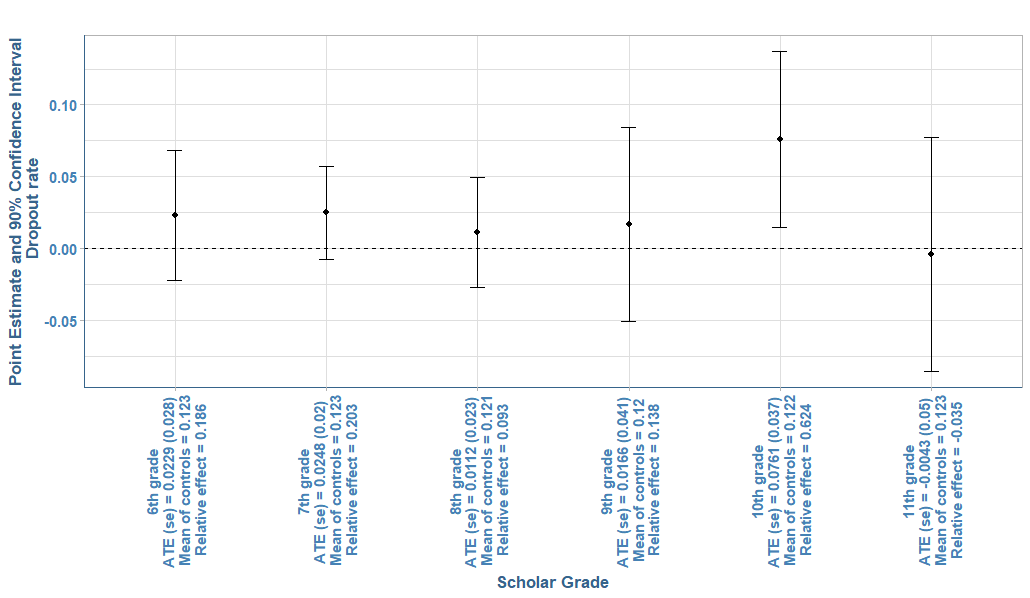 Point Estimate and 90% Confidence Interval
Dropout rate
0.10
0.05
0.00
-0.05
6th grade
ATE (se) = 0.0229 (0.028)
Mean of controls = 0.123
Relative effect = 0.186
7th grade
ATE (se) = 0.0248 (0.02)
Mean of controls = 0.123
Relative effect = 0.203
8th grade
ATE (se) = 0.0112 (0.023)
Mean of controls = 0.121
Relative effect = 0.093
9th grade
ATE (se) = 0.0166 (0.041)
Mean of controls = 0.12
Relative effect = 0.138
10th grade
ATE (se) = 0.0761 (0.037)
Mean of controls = 0.122
Relative effect = 0.624
11th grade
ATE (se) = -0.0043 (0.05)
Mean of controls = 0.123
Relative effect = -0.035
Scholar Grade